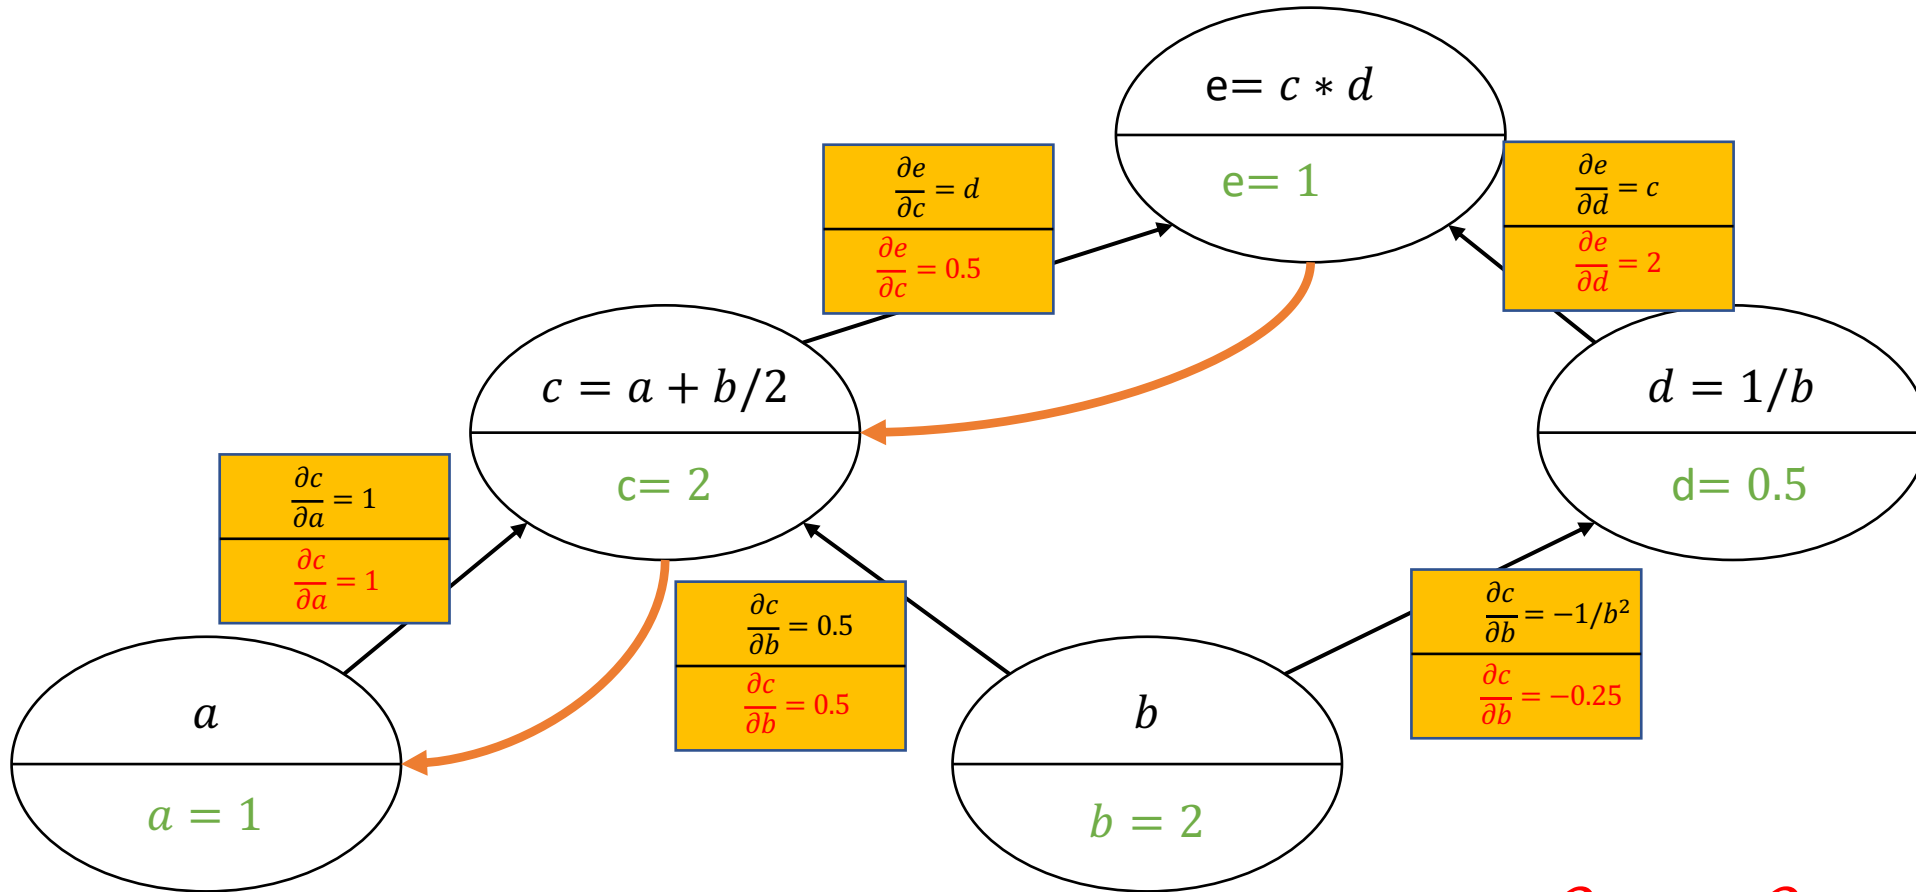 e= c ∗ d
e= 1
∂e/∂c = d
∂e/∂c = 0.5
∂e/∂d = c
∂e/∂d = 2
c = a + b/2
c= 2
d = 1/b
d= 0.5
∂c/∂a = 1
∂c/∂a = 1
∂c/∂b = 0.5
∂c/∂b = 0.5
∂c/∂b = −1/b²
∂c/∂b = −0.25
a
a = 1
b
b = 2